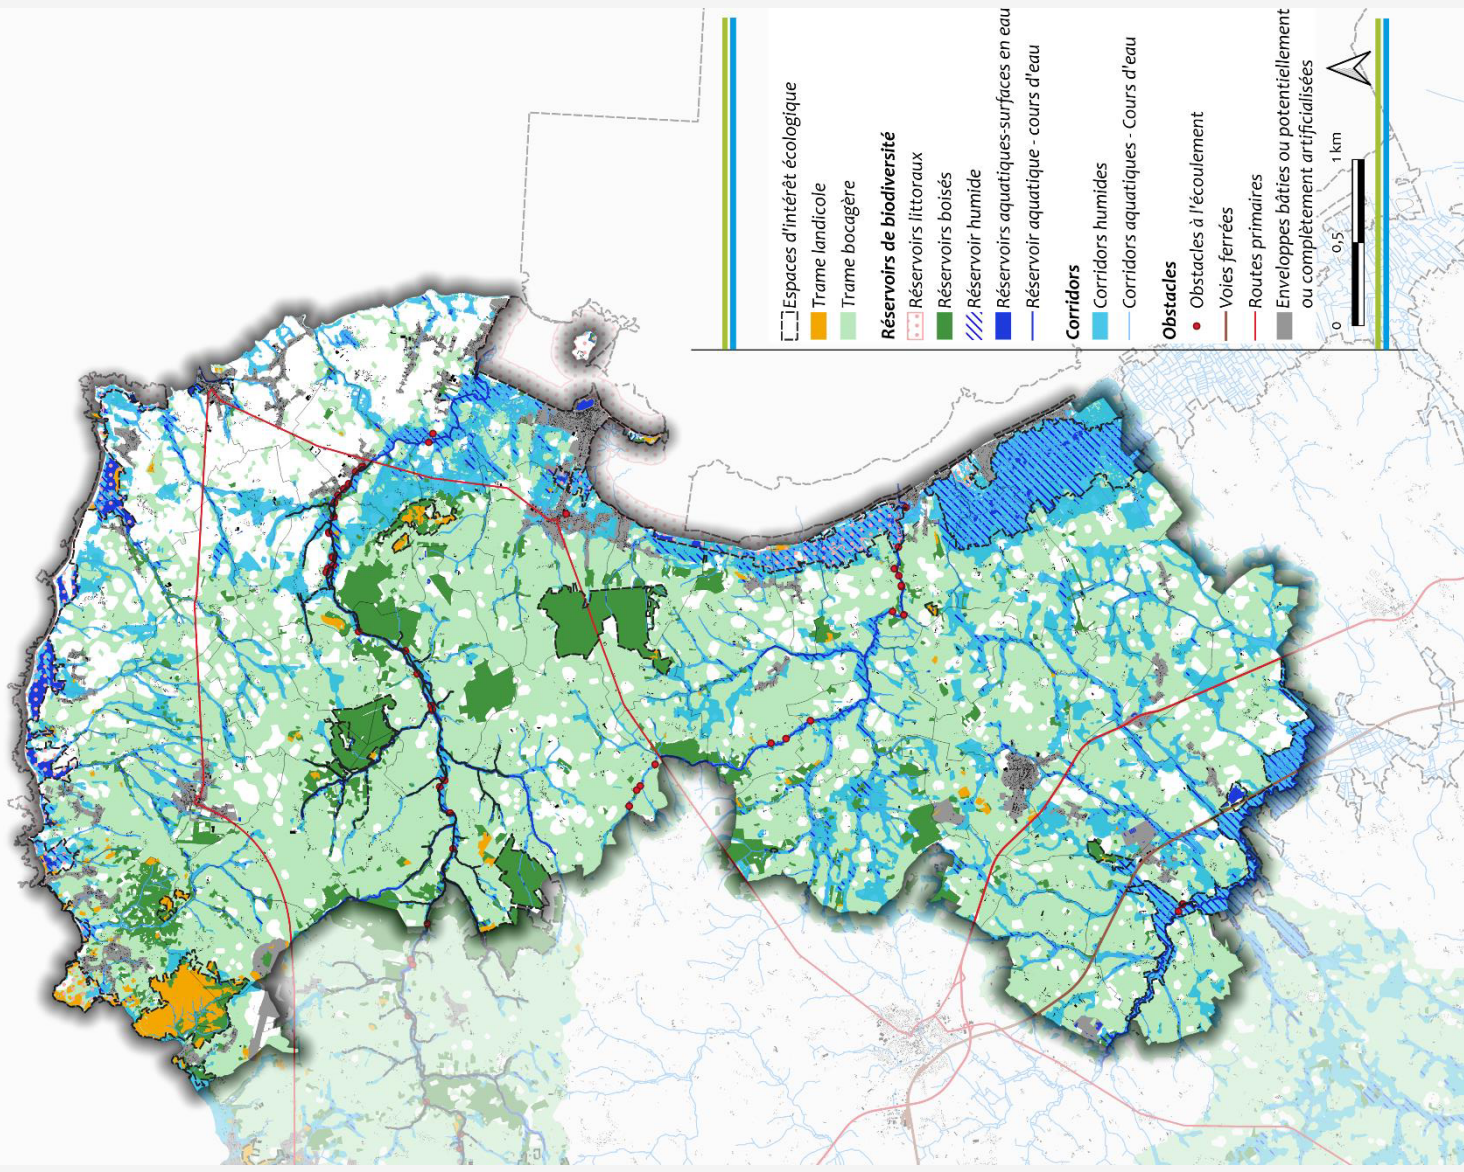 Espaces d'intérêt écologique
Trame landicole
Trame bocagère
Réservoirs de biodiversité
Réservoirs littoraux
Réservoirs boisés
Réservoir humide
Réservoirs aquatiques-surfaces en eau
Réservoir aquatique - cours d'eau
Corridors
Corridors humides
Corridors aquatiques - Cours d'eau
Obstacles
Obstacles à l'écoulement
Voies ferrées
Routes primaires
Enveloppes bâties ou potentiellement
ou complètement artificialisées
0 0,5 1 km